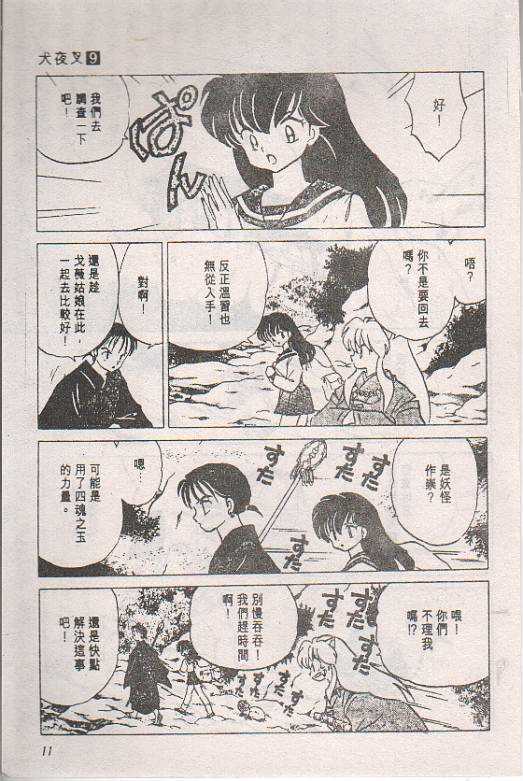 犬夜叉9
好！
我們去
調查一下
吧！
ぱん
唔？
你不是要回去
嗎？
反正溫習也
無從入手！
對啊！
還是趁
戈薇姑娘在此，
一起去比較好！
是妖怪
作祟？
すたすた
すたすた
嗯…
可能是
用了四魂之玉
的力量。
喂！
你們
不理我
嗎！？
すたすた
別慢吞吞！
我們趕時間
啊！
すたすた
還是快點
解決這事
吧！
11